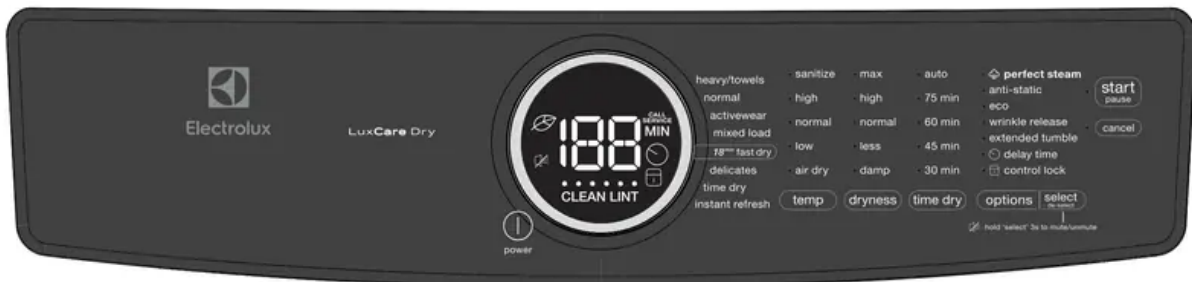 Electrolux
LuxCare Dry
CALL
SERVICE
188
MIN
CLEAN LINT
power
heavy/towels
normal
activewear
mixed load
18min fast dry
delicates
time dry
instant refresh
sanitize
high
normal
low
air dry
temp
max
high
normal
less
damp
dryness
auto
75 min
60 min
45 min
30 min
time dry
perfect steam
anti-static
eco
wrinkle release
extended tumble
delay time
control lock
options
select
de-select
hold 'select' 3s to mute/unmute
start
pause
cancel